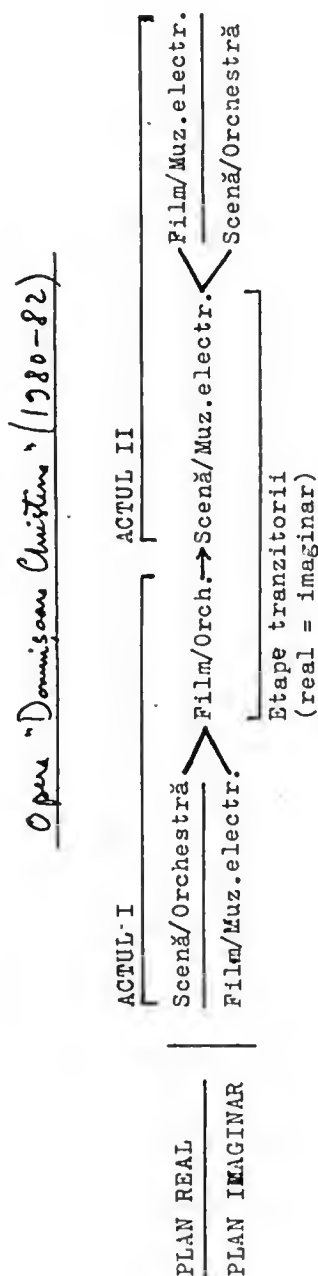 Opera "Domnisoara Christina" (1980-82)
ACTUL I ACTUL II
PLAN REAL Scenă/Orchestră Film/Muz.electr.
Film/Orch. → Scenă/Muz.electr.
PLAN IMAGINAR Film/Muz.electr. Scenă/Orchestră
Etape tranzitorii
(real = imaginar)